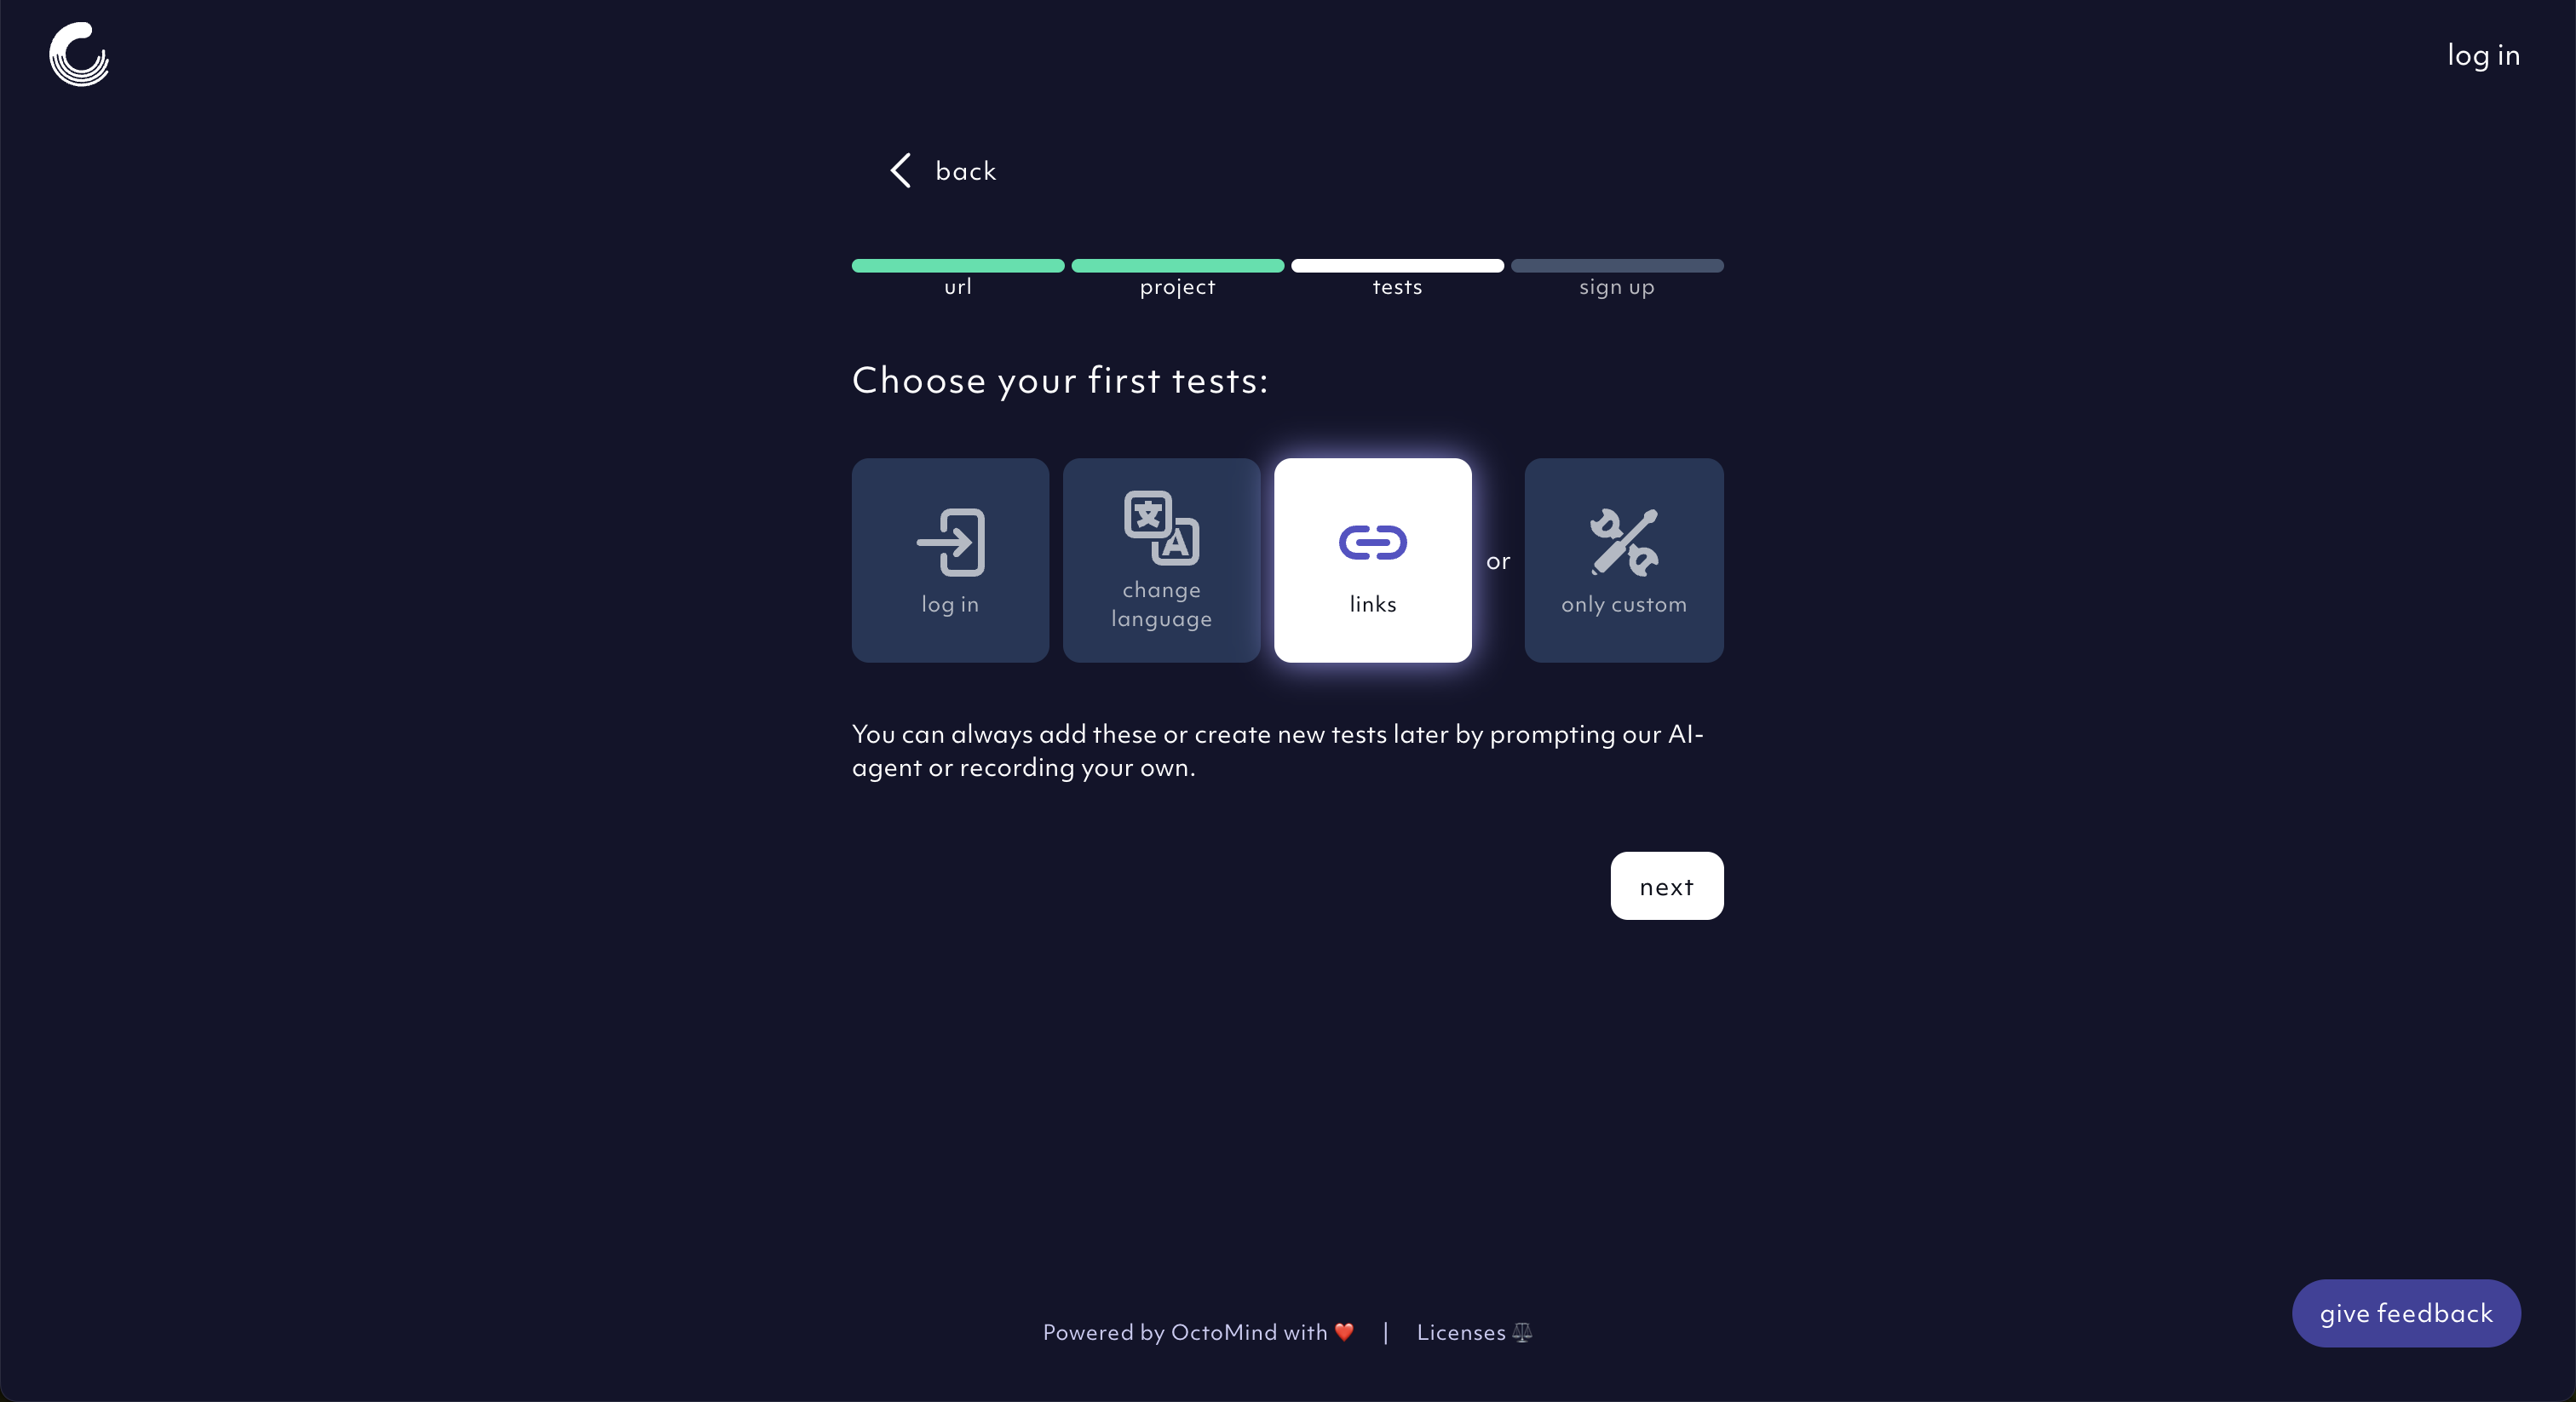 log in
back
url
project
tests
sign up
Choose your first tests:
log in
文
A
change
language
links
or
only custom
You can always add these or create new tests later by prompting our AI-
agent or recording your own.
next
give feedback
Powered by OctoMind with ❤️ | Licenses ⚖️